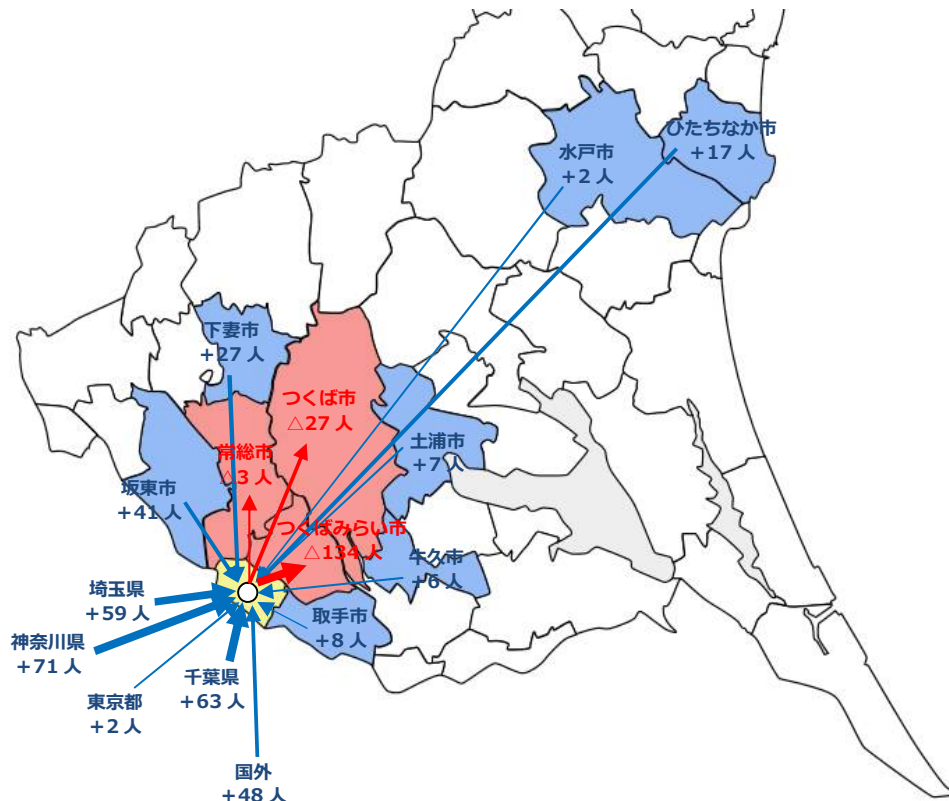 ひたちなか市
+17 人
水戸市
+2 人
下妻市
+27 人
つくば市
△27 人
常総市
△3 人
土浦市
+7 人
坂東市
+41 人
つくばみらい市
△134 人
牛久市
+6 人
埼玉県
+59 人
取手市
+8 人
神奈川県
+71 人
千葉県
+63 人
東京都
+2 人
国外
+48 人